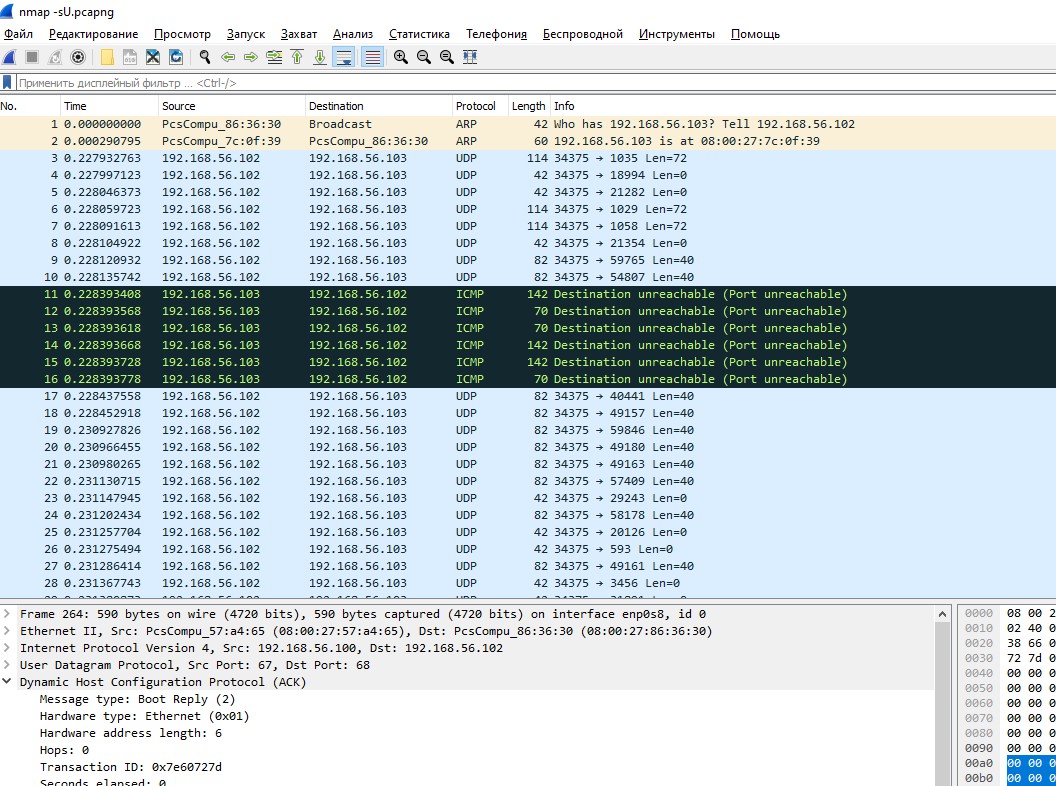 nmap -sU.pcapng
Файл Редактирование Просмотр Запуск Захват Анализ Статистика Телефония Беспроводной Инструменты Помощь
Применить дисплейный фильтр ... <Ctrl-/>
No. Time Source Destination Protocol Length Info
1 0.000000000 PcsCompu_86:36:30 Broadcast ARP 42 Who has 192.168.56.103? Tell 192.168.56.102
2 0.000290795 PcsCompu_7c:0f:39 PcsCompu_86:36:30 ARP 60 192.168.56.103 is at 08:00:27:7c:0f:39
3 0.227932763 192.168.56.102 192.168.56.103 UDP 114 34375 → 1035 Len=72
4 0.227997123 192.168.56.102 192.168.56.103 UDP 42 34375 → 18994 Len=0
5 0.228046373 192.168.56.102 192.168.56.103 UDP 42 34375 → 21282 Len=0
6 0.228059723 192.168.56.102 192.168.56.103 UDP 114 34375 → 1029 Len=72
7 0.228091613 192.168.56.102 192.168.56.103 UDP 114 34375 → 1058 Len=72
8 0.228104922 192.168.56.102 192.168.56.103 UDP 42 34375 → 21354 Len=0
9 0.228120932 192.168.56.102 192.168.56.103 UDP 82 34375 → 59765 Len=40
10 0.228135742 192.168.56.102 192.168.56.103 UDP 82 34375 → 54807 Len=40
11 0.228393408 192.168.56.103 192.168.56.102 ICMP 142 Destination unreachable (Port unreachable)
12 0.228393568 192.168.56.103 192.168.56.102 ICMP 70 Destination unreachable (Port unreachable)
13 0.228393618 192.168.56.103 192.168.56.102 ICMP 70 Destination unreachable (Port unreachable)
14 0.228393668 192.168.56.103 192.168.56.102 ICMP 142 Destination unreachable (Port unreachable)
15 0.228393728 192.168.56.103 192.168.56.102 ICMP 142 Destination unreachable (Port unreachable)
16 0.228393778 192.168.56.103 192.168.56.102 ICMP 70 Destination unreachable (Port unreachable)
17 0.228437558 192.168.56.102 192.168.56.103 UDP 82 34375 → 40441 Len=40
18 0.228452918 192.168.56.102 192.168.56.103 UDP 82 34375 → 49157 Len=40
19 0.230927826 192.168.56.102 192.168.56.103 UDP 82 34375 → 59846 Len=40
20 0.230966455 192.168.56.102 192.168.56.103 UDP 82 34375 → 49180 Len=40
21 0.230980265 192.168.56.102 192.168.56.103 UDP 82 34375 → 49163 Len=40
22 0.231130715 192.168.56.102 192.168.56.103 UDP 82 34375 → 57409 Len=40
23 0.231147945 192.168.56.102 192.168.56.103 UDP 42 34375 → 29243 Len=0
24 0.231202434 192.168.56.102 192.168.56.103 UDP 82 34375 → 58178 Len=40
25 0.231257704 192.168.56.102 192.168.56.103 UDP 42 34375 → 20126 Len=0
26 0.231275494 192.168.56.102 192.168.56.103 UDP 42 34375 → 593 Len=0
27 0.231286414 192.168.56.102 192.168.56.103 UDP 82 34375 → 49161 Len=40
28 0.231367743 192.168.56.102 192.168.56.103 UDP 42 34375 → 3456 Len=0
Frame 264: 590 bytes on wire (4720 bits), 590 bytes captured (4720 bits) on interface enp0s8, id 0
Ethernet II, Src: PcsCompu_57:a4:65 (08:00:27:57:a4:65), Dst: PcsCompu_86:36:30 (08:00:27:86:36:30)
Internet Protocol Version 4, Src: 192.168.56.100, Dst: 192.168.56.102
User Datagram Protocol, Src Port: 67, Dst Port: 68
Dynamic Host Configuration Protocol (ACK)
Message type: Boot Reply (2)
Hardware type: Ethernet (0x01)
Hardware address length: 6
Hops: 0
Transaction ID: 0x7e60727d
Seconds elapsed: 0
0000 08 00 2
0010 02 40 0
0020 38 66 0
0030 72 7d 0
0040 00 00 0
0050 00 00 0
0060 00 00 0
0070 00 00 0
0080 00 00 0
0090 00 00 0
00a0 00 00 0
00b0 00 00 0